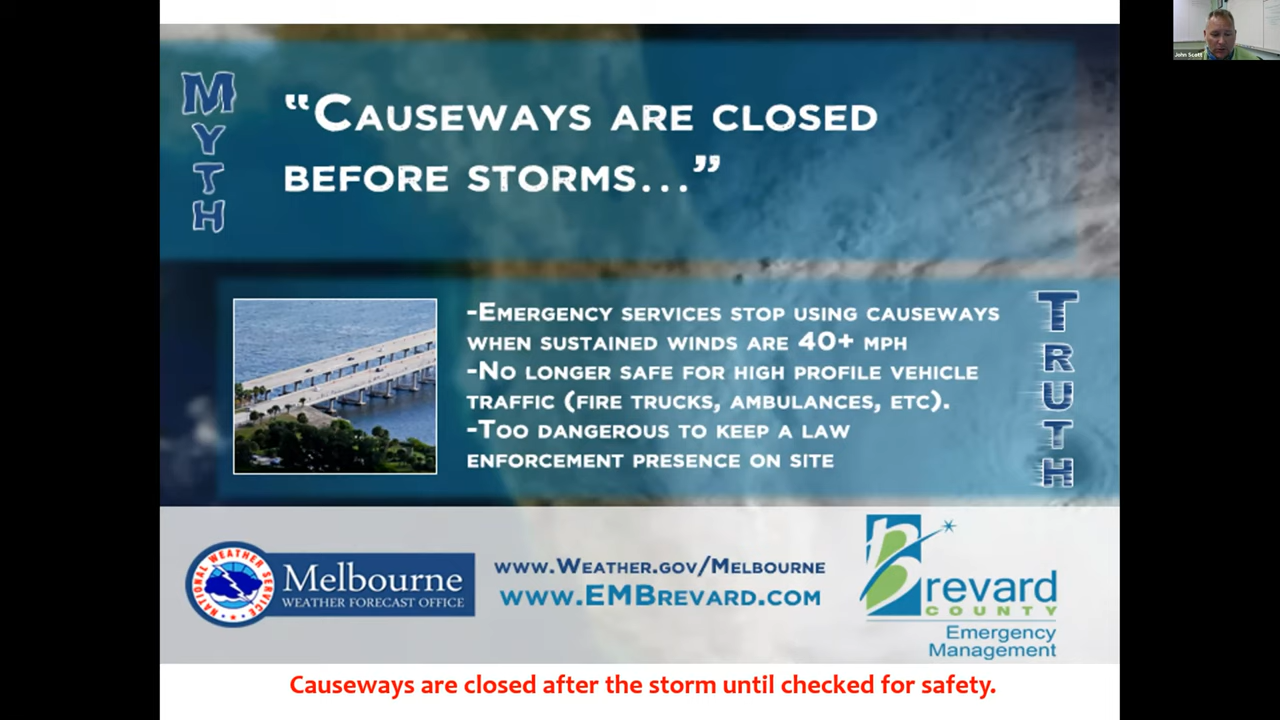 John Scott
MYTH
“CAUSEWAYS ARE CLOSED
BEFORE STORMS...”
-EMERGENCY SERVICES STOP USING CAUSEWAYS
WHEN SUSTAINED WINDS ARE 40+ MPH
-NO LONGER SAFE FOR HIGH PROFILE VEHICLE
TRAFFIC (FIRE TRUCKS, AMBULANCES, ETC).
-TOO DANGEROUS TO KEEP A LAW
ENFORCEMENT PRESENCE ON SITE
TRUTH
NATIONAL WEATHER SERVICE
Melbourne
WEATHER FORECAST OFFICE
WWW.WEATHER.GOV/MELBOURNE
WWW.EMBREVARD.COM
Brevard
COUNTY
Emergency
Management
Causeways are closed after the storm until checked for safety.